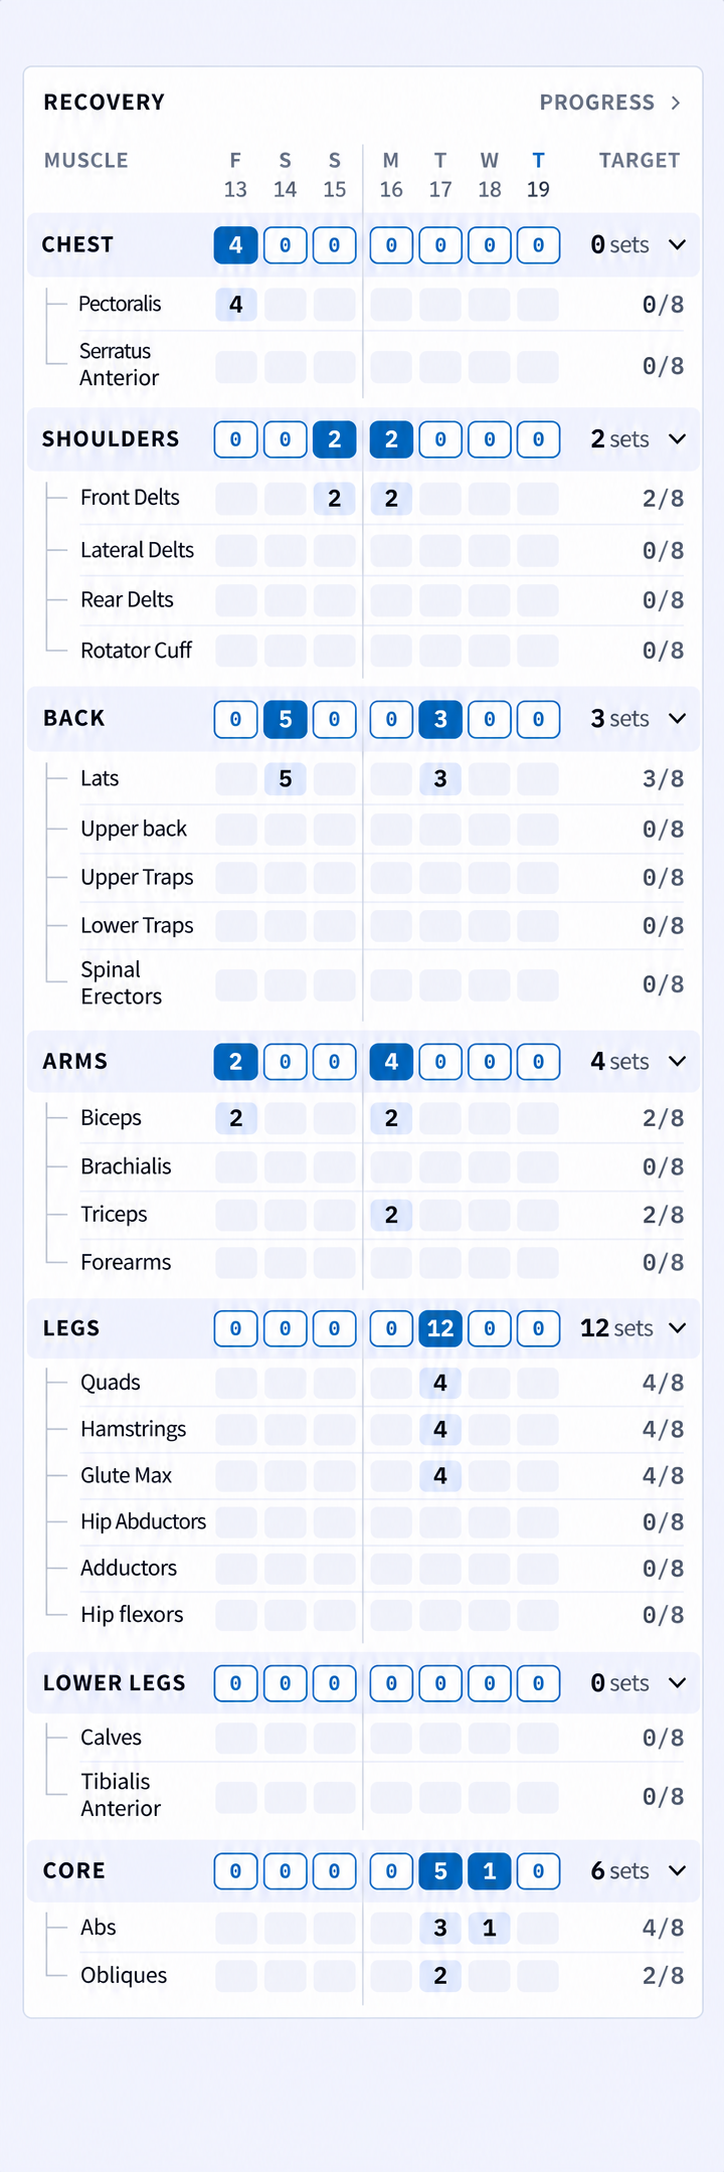 RECOVERY PROGRESS
MUSCLE F S S M T W T TARGET
13 14 15 16 17 18 19
CHEST 4 0 0 0 0 0 0 0 sets
Pectoralis 4 0/8
Serratus
Anterior 0/8
SHOULDERS 0 0 2 2 0 0 0 2 sets
Front Delts 2 2 2/8
Lateral Delts 0/8
Rear Delts 0/8
Rotator Cuff 0/8
BACK 0 5 0 0 3 0 0 3 sets
Lats 5 3 3/8
Upper back 0/8
Upper Traps 0/8
Lower Traps 0/8
Spinal
Erectors 0/8
ARMS 2 0 0 4 0 0 0 4 sets
Biceps 2 2 2/8
Brachialis 0/8
Triceps 2 2/8
Forearms 0/8
LEGS 0 0 0 0 12 0 0 12 sets
Quads 4 4/8
Hamstrings 4 4/8
Glute Max 4 4/8
Hip Abductors 0/8
Adductors 0/8
Hip flexors 0/8
LOWER LEGS 0 0 0 0 0 0 0 0 sets
Calves 0/8
Tibialis
Anterior 0/8
CORE 0 0 0 0 5 1 0 6 sets
Abs 3 1 4/8
Obliques 2 2/8